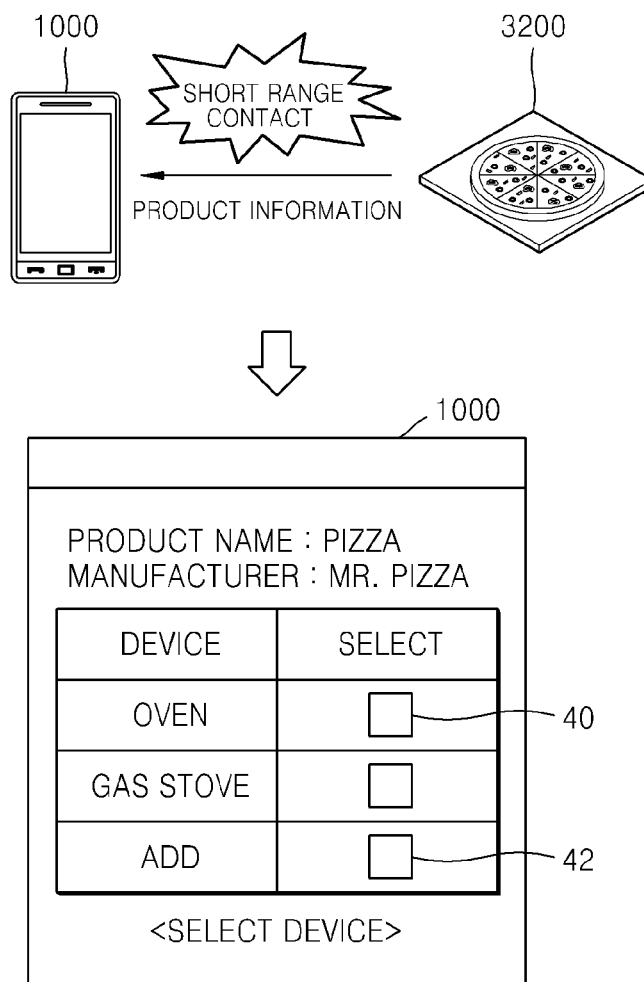 1000
3200
SHORT RANGE
CONTACT
PRODUCT INFORMATION
1000
PRODUCT NAME : PIZZA
MANUFACTURER : MR. PIZZA
DEVICE SELECT
OVEN
40
GAS STOVE
ADD
42
<SELECT DEVICE>